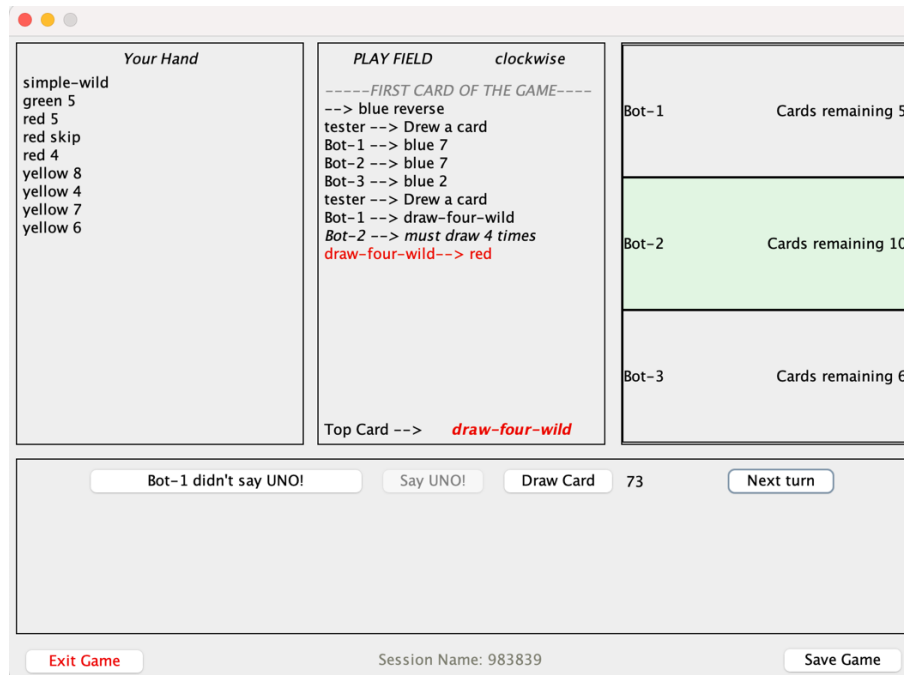 Your Hand
simple-wild
green 5
red 5
red skip
red 4
yellow 8
yellow 4
yellow 7
yellow 6
PLAY FIELD clockwise
-----FIRST CARD OF THE GAME----
--> blue reverse
tester --> Drew a card
Bot-1 --> blue 7
Bot-2 --> blue 7
Bot-3 --> blue 2
tester --> Drew a card
Bot-1 --> draw-four-wild
Bot-2 --> must draw 4 times
draw-four-wild--> red
Top Card --> draw-four-wild
Bot-1 Cards remaining 5
Bot-2 Cards remaining 10
Bot-3 Cards remaining 6
Bot-1 didn't say UNO! Say UNO! Draw Card 73 Next turn
Exit Game Session Name: 983839 Save Game